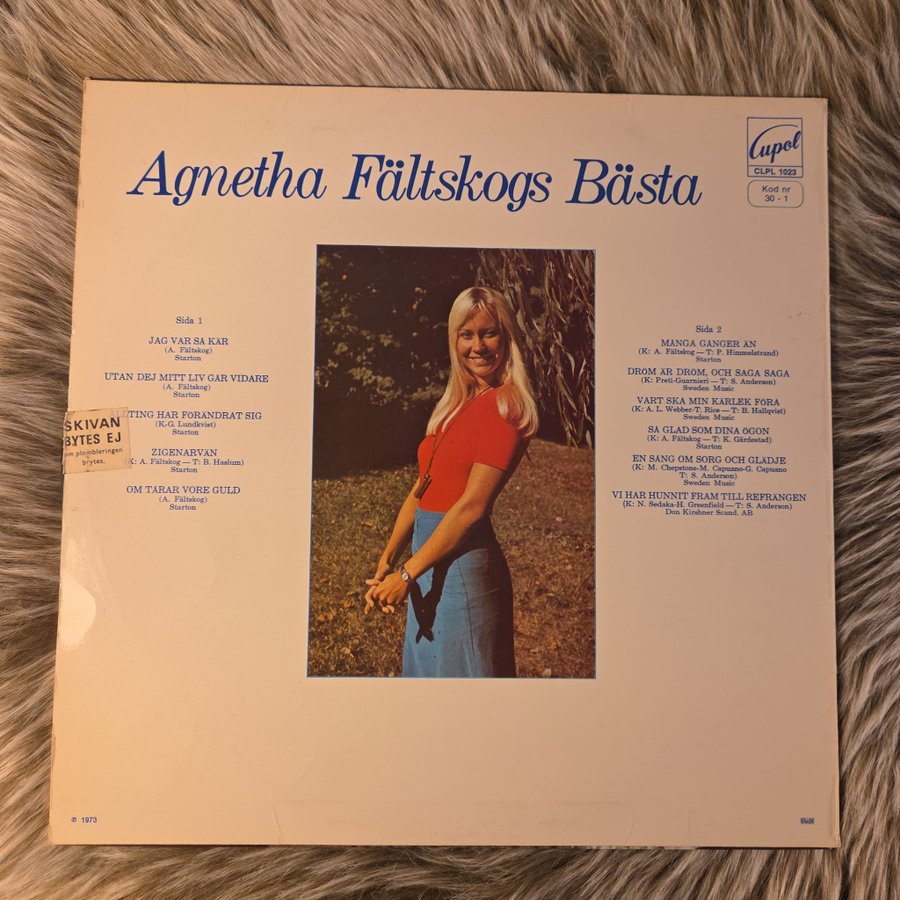 Agnetha Fältskogs Bästa
Cupol
CLPL 1023
Kod nr
30 - 1
Sida 1
JAG VAR SÅ KÄR
(A. Fältskog)
Starton
UTAN DEJ MITT LIV GÅR VIDARE
(A. Fältskog)
Starton
TING HAR FÖRÄNDRAT SIG
(K-G. Lundkvist)
Starton
ZIGENARVÄN
(K: A. Fältskog — T: B. Haslum)
Starton
OM TÅRAR VORE GULD
(A. Fältskog)
Starton
SKIVAN
BYTES EJ
om plomberingen
brytes.
Sida 2
MÅNGA GÅNGER ÄN
(K: A. Fältskog — T: P. Himmelstrand)
Starton
DRÖM ÄR DRÖM, OCH SAGA SAGA
(K: Preti-Guarnieri — T: S. Anderson)
Sweden Music
VART SKA MIN KÄRLEK FÖRA
(K: A. L. Webber-T. Rice — T: B. Hallqvist)
Sweden Music
SÅ GLAD SOM DINA ÖGON
(K: A. Fältskog — T: K. Gärdestad)
Starton
EN SÅNG OM SORG OCH GLÄDJE
(K: M. Chepstone-M. Capuano-G. Capuano
T: S. Anderson)
Sweden Music
VI HAR HUNNIT FRAM TILL REFRÄNGEN
(K: N. Sedaka-H. Greenfield — T: S. Anderson)
Don Kirshner Scand. AB
℗ 1973